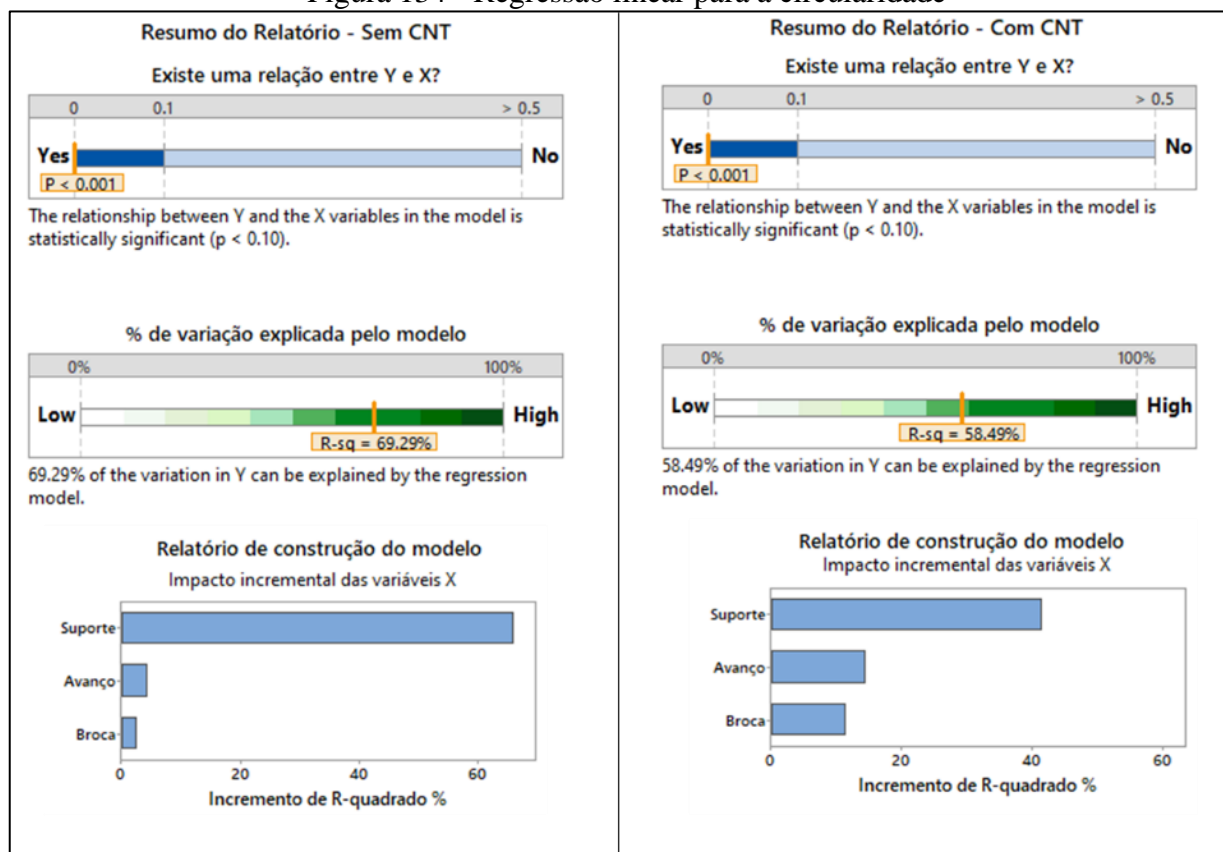 Figura 134 - Regressão linear para a circularidade
Resumo do Relatório - Sem CNT
Existe uma relação entre Y e X?
0 0.1 > 0.5
Yes No
P < 0.001
The relationship between Y and the X variables in the model is
statistically significant (p < 0.10).
% de variação explicada pelo modelo
0% 100%
Low High
R-sq = 69.29%
69.29% of the variation in Y can be explained by the regression
model.
Relatório de construção do modelo
Impacto incremental das variáveis X
Suporte
Avanço
Broca
0 20 40 60
Incremento de R-quadrado %
Resumo do Relatório - Com CNT
Existe uma relação entre Y e X?
0 0.1 > 0.5
Yes No
P < 0.001
The relationship between Y and the X variables in the model is
statistically significant (p < 0.10).
% de variação explicada pelo modelo
0% 100%
Low High
R-sq = 58.49%
58.49% of the variation in Y can be explained by the regression
model.
Relatório de construção do modelo
Impacto incremental das variáveis X
Suporte
Avanço
Broca
0 20 40 60
Incremento de R-quadrado %